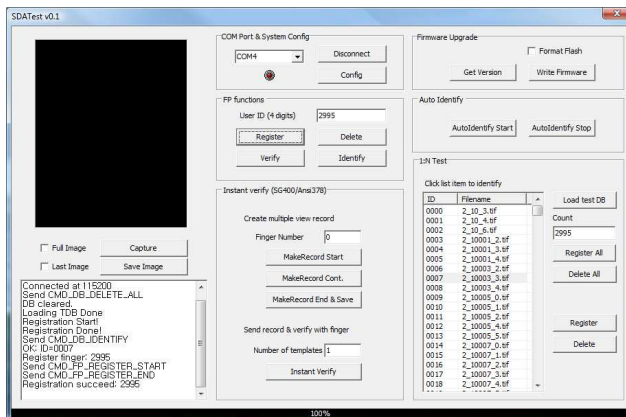 SDATest v0.1
COM Port & System Config
COM4
Disconnect
Config
Firmware Upgrade
Format Flash
Get Version
Write Firmware
FP functions
User ID (4 digits)
2995
Register
Delete
Verify
Identify
Auto Identify
AutoIdentify Start
AutoIdentify Stop
Full Image
Capture
Last Image
Save Image
Connected at 115200
Send CMD_DB_DELETE_ALL
DB cleared.
Loading TDB Done
Registration Start!
Registration Done!
Send CMD_DB_IDENTIFY
OK: ID=0007
Register finger: 2995
Send CMD_FP_REGISTER_START
Send CMD_FP_REGISTER_END
Registration succeed: 2995
Instant verify (SG400/Ansi378)
Create multiple view record
Finger Number
0
MakeRecord Start
MakeRecord Cont.
MakeRecord End & Save
Send record & verify with finger
Number of templates
1
Instant Verify
1:N Test
Click list item to identify
ID Filename
0000 2_10_3.tif
0001 2_10_4.tif
0002 2_10_6.tif
0003 2_10001_2.tif
0004 2_10001_3.tif
0005 2_10001_4.tif
0006 2_10003_2.tif
0007 2_10003_3.tif
0008 2_10003_4.tif
0009 2_10005_0.tif
0010 2_10005_1.tif
0011 2_10005_2.tif
0012 2_10005_4.tif
0013 2_10005_5.tif
0014 2_10007_0.tif
0015 2_10007_1.tif
0016 2_10007_2.tif
0017 2_10007_3.tif
0018 2_10007_4.tif
Load test DB
Count
2995
Register All
Delete All
Register
Delete
100%